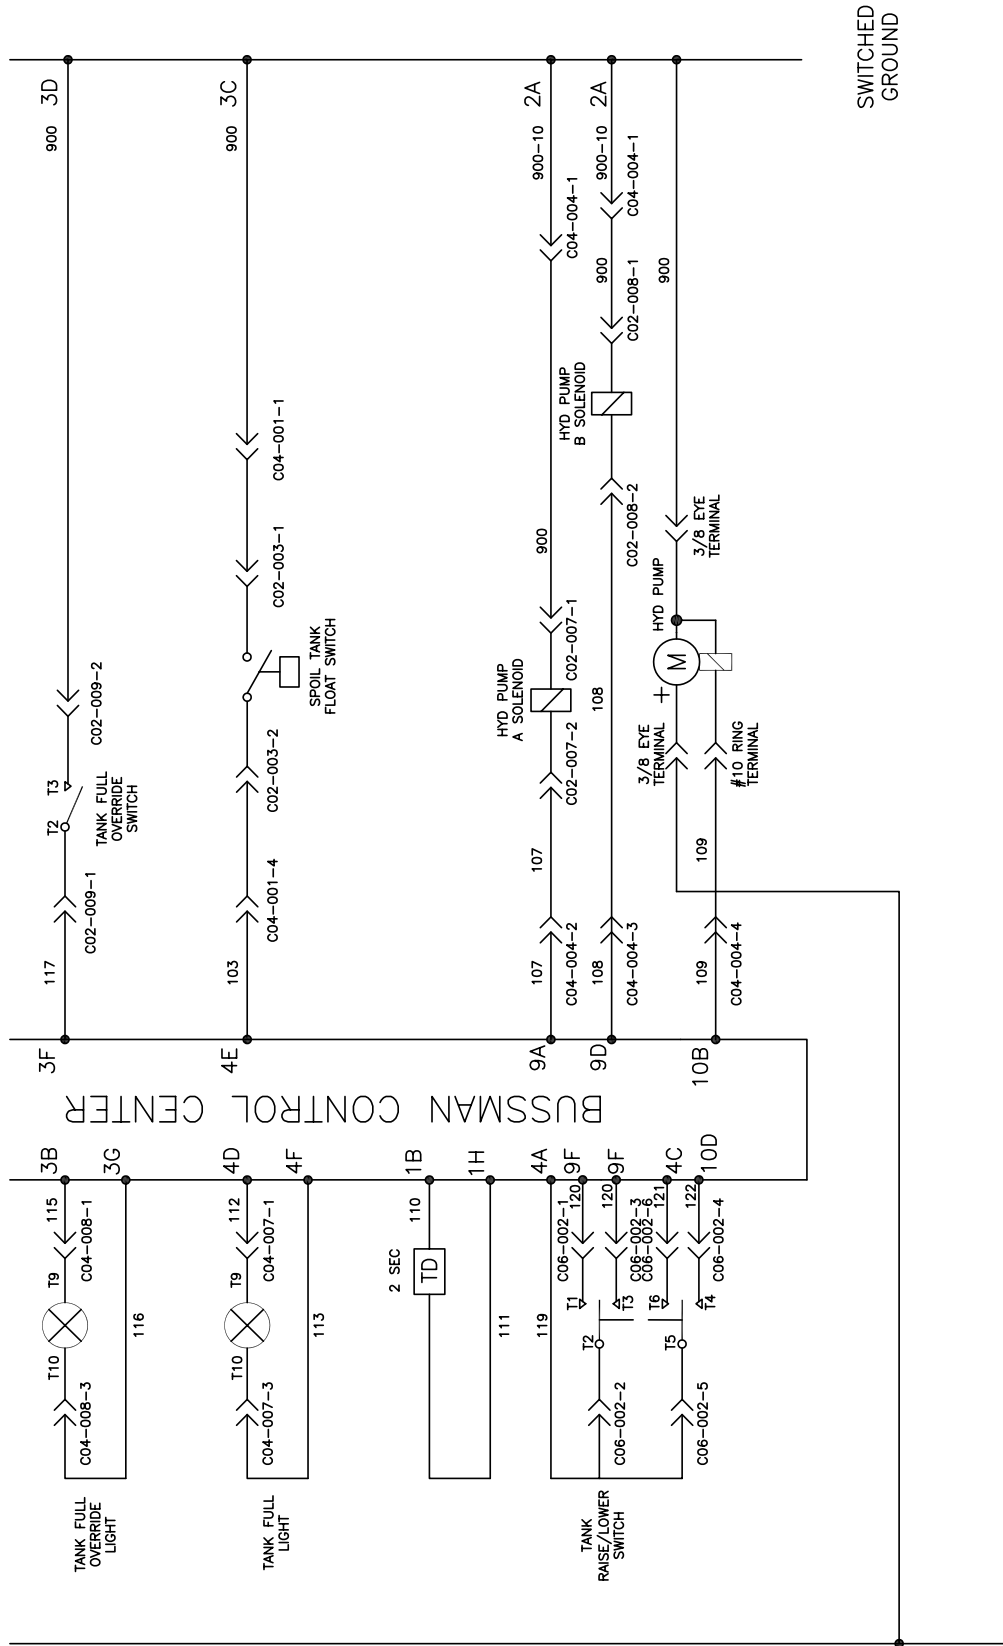 SWITCHED
GROUND
3D
900
C02-009-2
T3
T2
TANK FULL
OVERRIDE
SWITCH
C02-009-1
117
3F
3C
900
C04-001-1
C02-003-1
SPOIL TANK
FLOAT SWITCH
C02-003-2
C04-001-4
103
4E
2A
900-10
C04-004-1
900
C02-007-1
HYD PUMP
A SOLENOID
C02-007-2
107
107
C04-004-2
9A
2A
900-10
C04-004-1
900
C02-008-1
HYD PUMP
B SOLENOID
C02-008-2
108
108
C04-004-3
9D
900
3/8 EYE
TERMINAL
HYD PUMP
M
+
3/8 EYE
TERMINAL
#10 RING
TERMINAL
109
109
C04-004-4
10B
BUSSMAN CONTROL CENTER
3B
115
C04-008-1
T9
T10
C04-008-3
3G
116
TANK FULL
OVERRIDE
LIGHT
4D
112
C04-007-1
T9
T10
C04-007-3
4F
113
TANK FULL
LIGHT
1B
110
2 SEC
TD
1H
111
4A
119
9F
120
C06-002-1
T1
9F
120
C06-002-3
T3
T2
C06-002-2
4C
121
C06-002-6
T6
10D
122
C06-002-4
T4
T5
C06-002-5
TANK
RAISE/LOWER
SWITCH